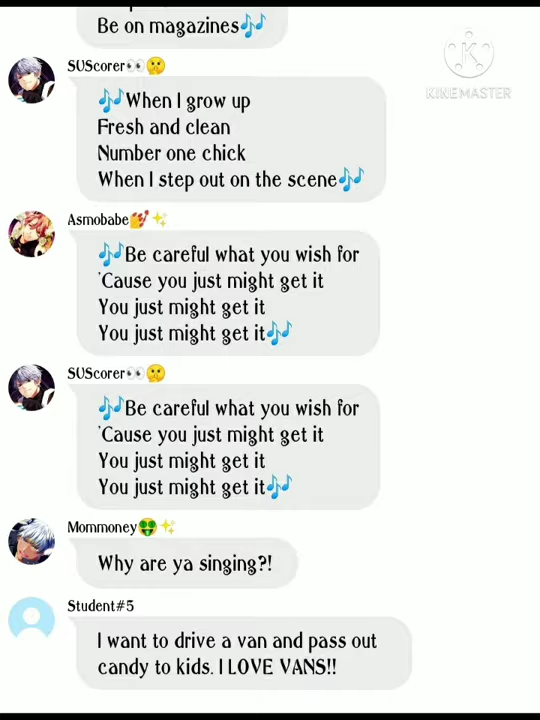 Be on magazines🎶
KINEMASTER
SUScorer👀🤫
🎶When I grow up
Fresh and clean
Number one chick
When I step out on the scene🎶
Asmobabe💅✨
🎶Be careful what you wish for
'Cause you just might get it
You just might get it
You just might get it🎶
SUScorer👀🤫
🎶Be careful what you wish for
'Cause you just might get it
You just might get it
You just might get it🎶
Mommoney🤑✨
Why are ya singing?!
Student#5
I want to drive a van and pass out
candy to kids. I LOVE VANS!!